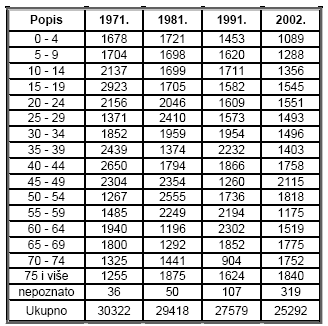 Popis 1971. 1981. 1991. 2002.
0 - 4 1678 1721 1453 1089
5 - 9 1704 1698 1620 1288
10 - 14 2137 1699 1711 1356
15 - 19 2923 1705 1582 1545
20 - 24 2156 2046 1609 1551
25 - 29 1371 2410 1573 1493
30 - 34 1852 1959 1954 1496
35 - 39 2439 1374 2232 1403
40 - 44 2650 1794 1866 1758
45 - 49 2304 2354 1260 2115
50 - 54 1267 2555 1736 1818
55 - 59 1485 2249 2194 1175
60 - 64 1940 1196 2302 1519
65 - 69 1800 1292 1852 1775
70 - 74 1325 1441 904 1752
75 i više 1255 1875 1624 1840
nepoznato 36 50 107 319
Ukupno 30322 29418 27579 25292